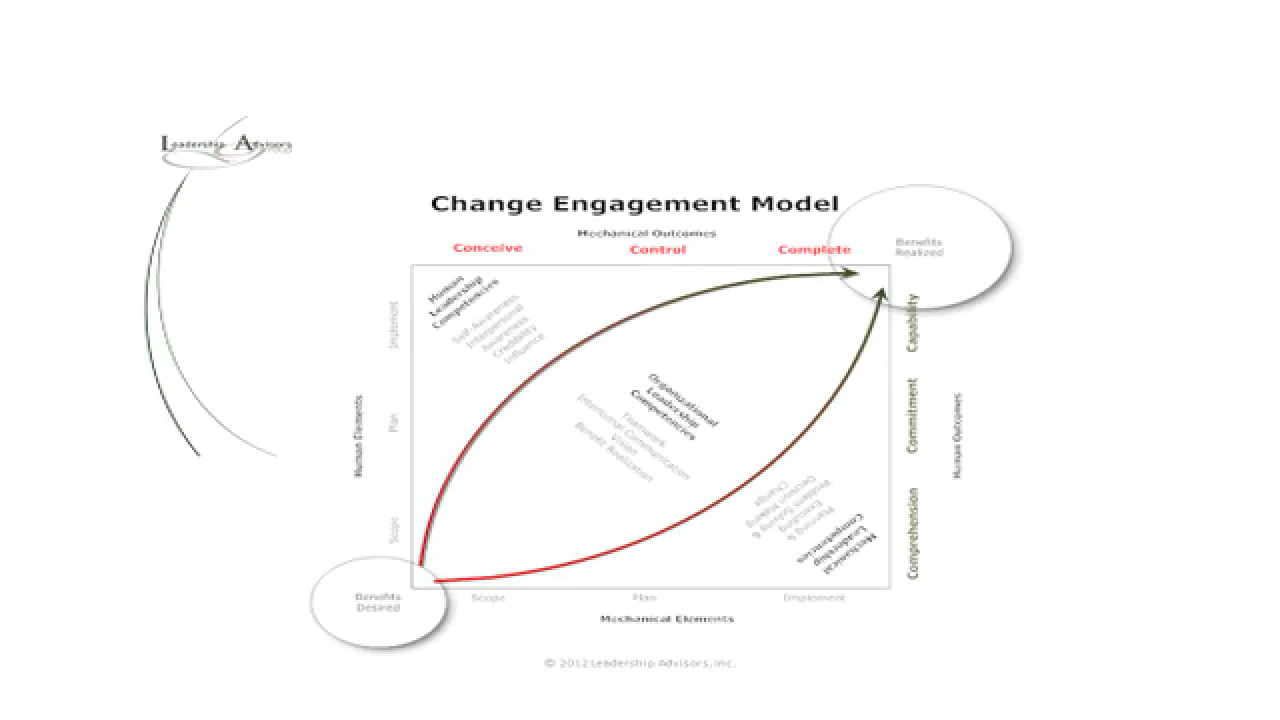 Leadership Advisors
Change Engagement Model
Mechanical Outcomes
Conceive Control Complete
Benefits
Realized
Human
Leadership
Competencies
Self-Awareness
Interpersonal
Awareness
Credibility
Influence
Organizational
Leadership
Competencies
Teamwork
Intentional Communication
Vision
Benefit Realization
Mechanical
Leadership
Competencies
Planning &
Executing
Problem Solving &
Decision Making
Change
Implement
Plan
Scope
Human Elements
Capability
Commitment
Comprehension
Human Outcomes
Benefits
Desired
Scope Plan Implement
Mechanical Elements
© 2012 Leadership Advisors, Inc.